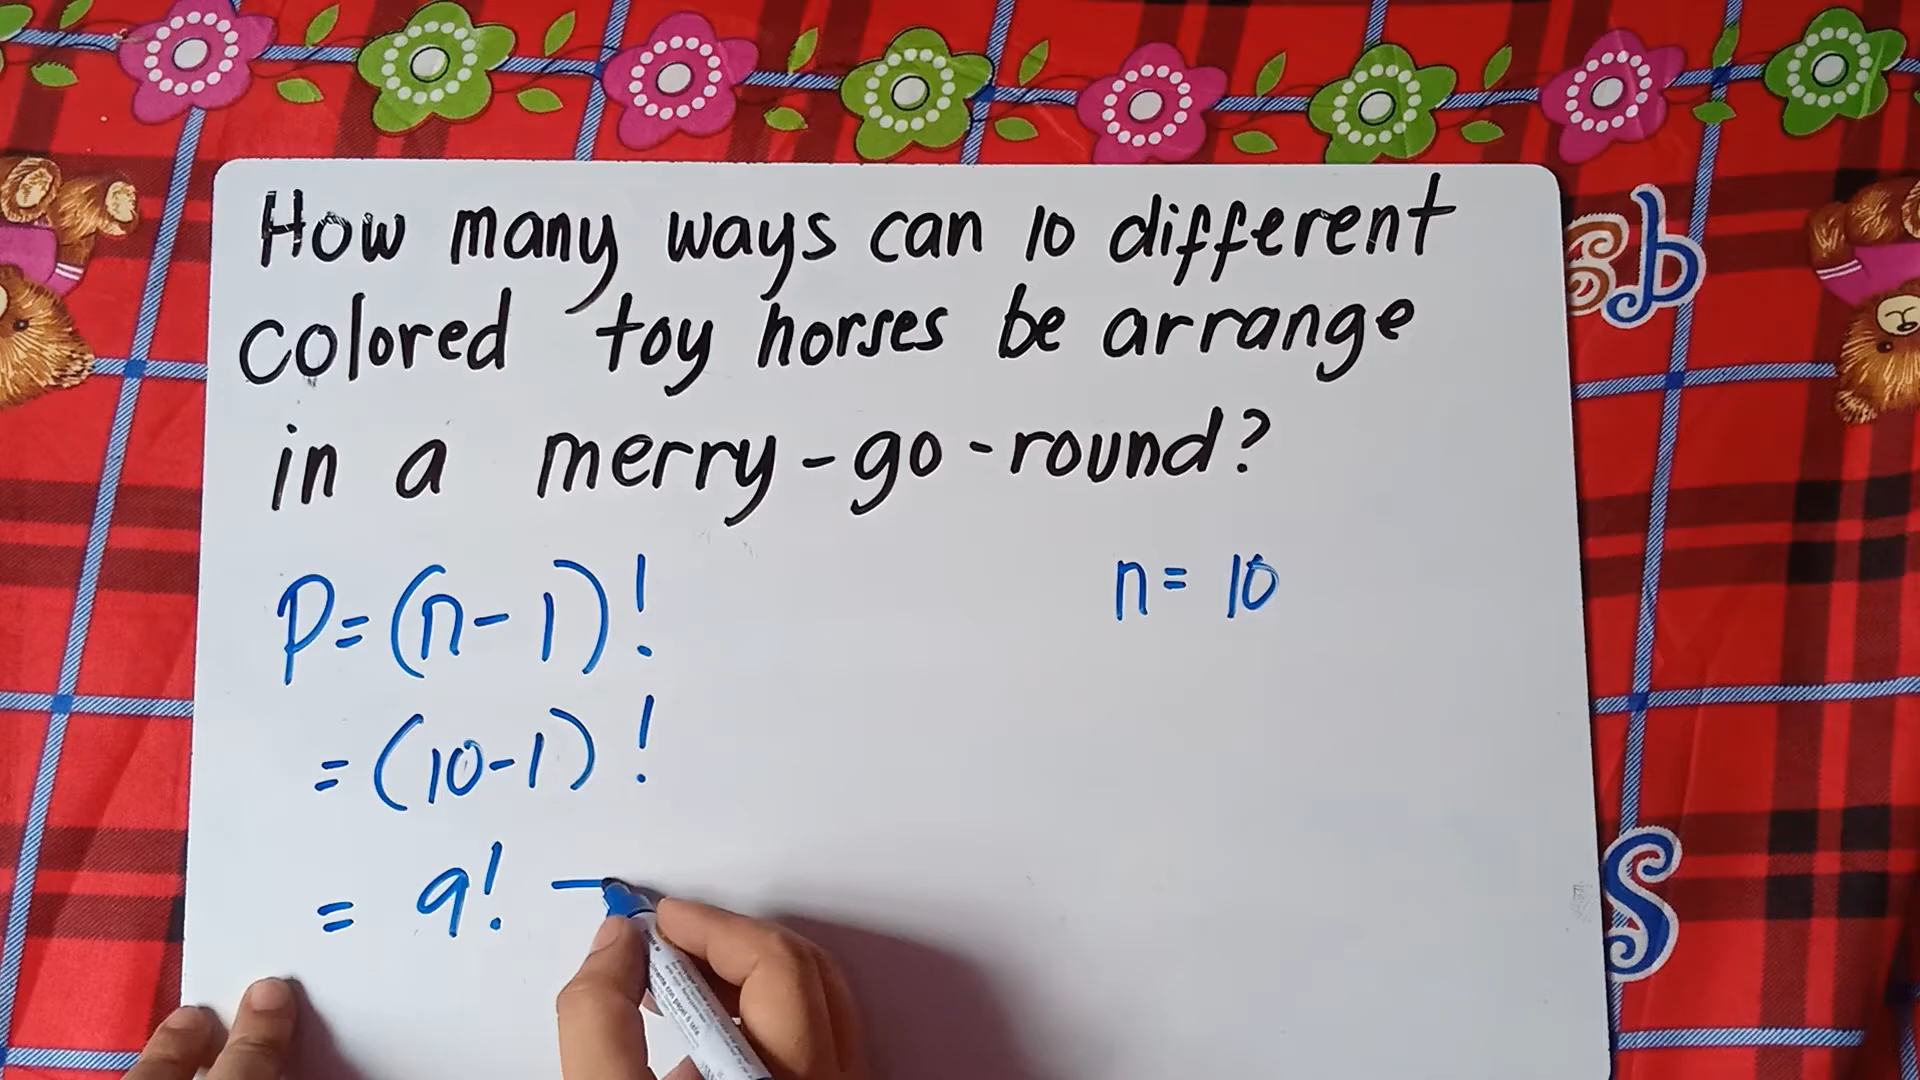 How many ways can 10 different
colored toy horses be arrange
in a merry-go-round?
P=(n-1)!
n= 10
=(10-1)!
= 9!
Sb
S